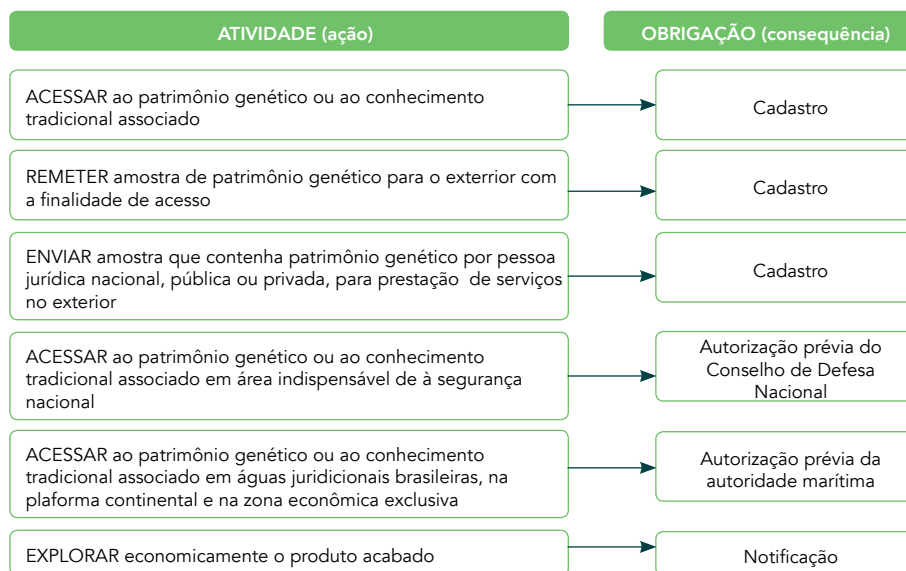 ATIVIDADE (ação)
OBRIGAÇÃO (consequência)
ACESSAR ao patrimônio genético ou ao conhecimento
tradicional associado
Cadastro
REMETER amostra de patrimônio genético para o exterrior com
a finalidade de acesso
Cadastro
ENVIAR amostra que contenha patrimônio genético por pessoa
jurídica nacional, pública ou privada, para prestação de serviços
no exterior
Cadastro
ACESSAR ao patrimônio genético ou ao conhecimento
tradicional associado em área indispensável de à segurança
nacional
Autorização prévia do
Conselho de Defesa
Nacional
ACESSAR ao patrimônio genético ou ao conhecimento
tradicional associado em águas juridicionais brasileiras, na
plaforma continental e na zona econômica exclusiva
Autorização prévia da
autoridade marítima
EXPLORAR economicamente o produto acabado
Notificação